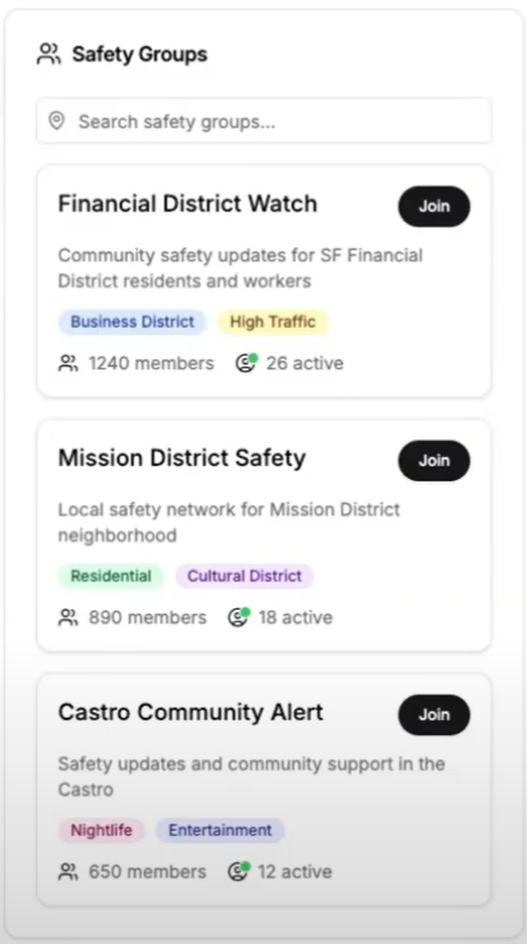 Safety Groups
Search safety groups...
Financial District Watch
Join
Community safety updates for SF Financial
District residents and workers
Business District High Traffic
1240 members 26 active
Mission District Safety
Join
Local safety network for Mission District
neighborhood
Residential Cultural District
890 members 18 active
Castro Community Alert
Join
Safety updates and community support in the
Castro
Nightlife Entertainment
650 members 12 active